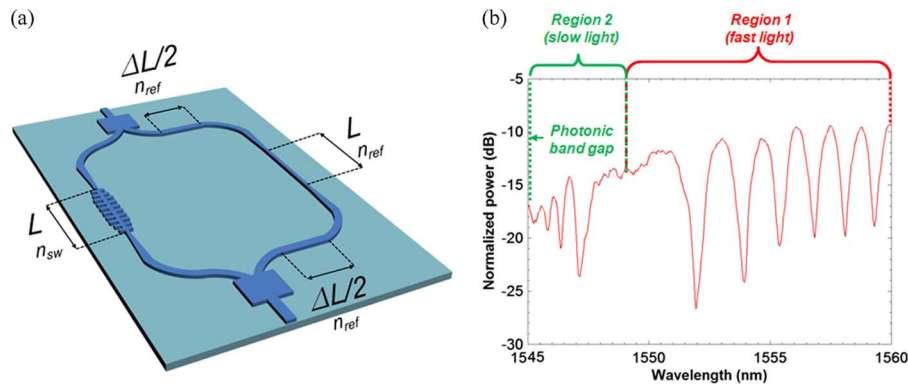 (a)
ΔL/2
n_ref
L
n_ref
L
n_sw
ΔL/2
n_ref
(b)
Region 2
(slow light)
Region 1
(fast light)
Photonic
band gap
Normalized power (dB)
-5
-10
-15
-20
-25
-30
1545
1550
1555
1560
Wavelength (nm)